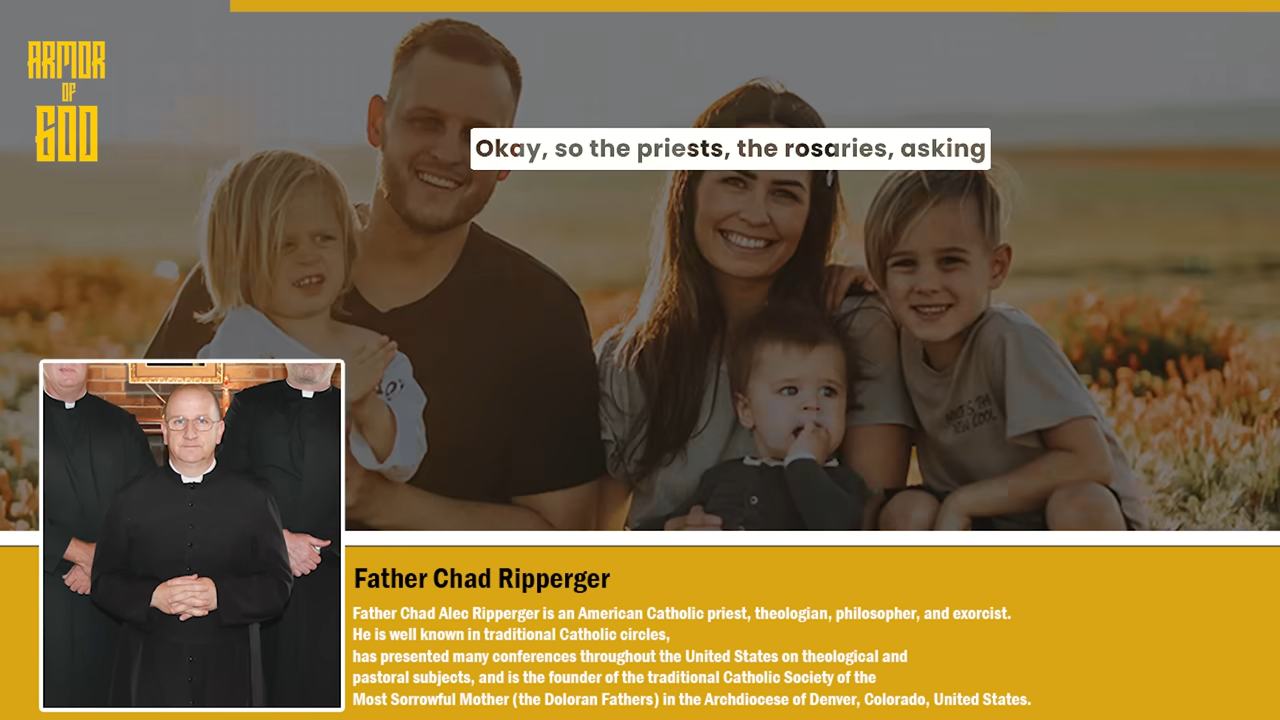 ARMOR
OF
GOD
Okay, so the priests, the rosaries, asking
Father Chad Ripperger
Father Chad Alec Ripperger is an American Catholic priest, theologian, philosopher, and exorcist.
He is well known in traditional Catholic circles,
has presented many conferences throughout the United States on theological and
pastoral subjects, and is the founder of the traditional Catholic Society of the
Most Sorrowful Mother (the Doloran Fathers) in the Archdiocese of Denver, Colorado, United States.